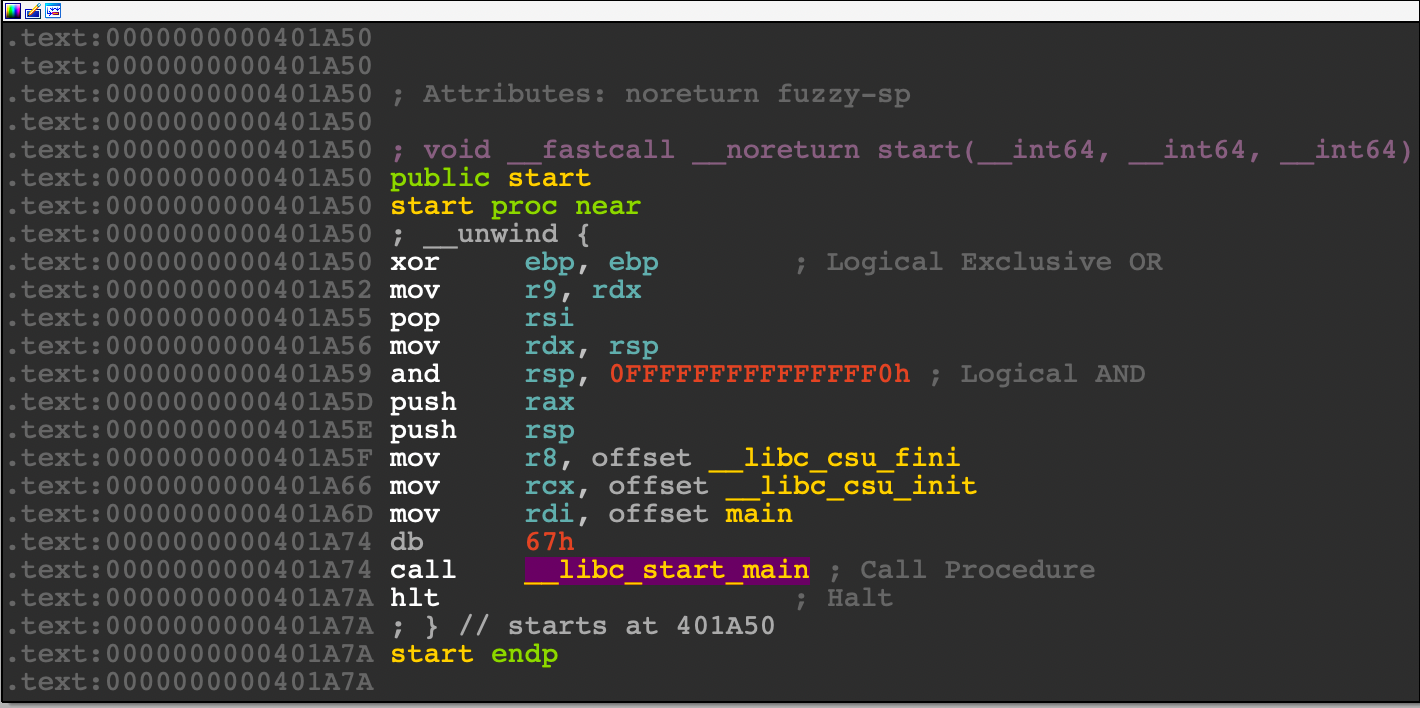 .text:0000000000401A50
.text:0000000000401A50
.text:0000000000401A50 ; Attributes: noreturn fuzzy-sp
.text:0000000000401A50
.text:0000000000401A50 ; void __fastcall __noreturn start(__int64, __int64, __int64)
.text:0000000000401A50 public start
.text:0000000000401A50 start proc near
.text:0000000000401A50 ; __unwind {
.text:0000000000401A50 xor     ebp, ebp        ; Logical Exclusive OR
.text:0000000000401A52 mov     r9, rdx
.text:0000000000401A55 pop     rsi
.text:0000000000401A56 mov     rdx, rsp
.text:0000000000401A59 and     rsp, 0FFFFFFFFFFFFFFF0h ; Logical AND
.text:0000000000401A5D push    rax
.text:0000000000401A5E push    rsp
.text:0000000000401A5F mov     r8, offset __libc_csu_fini
.text:0000000000401A66 mov     rcx, offset __libc_csu_init
.text:0000000000401A6D mov     rdi, offset main
.text:0000000000401A74 db      67h
.text:0000000000401A74 call    __libc_start_main ; Call Procedure
.text:0000000000401A7A hlt                     ; Halt
.text:0000000000401A7A ; } // starts at 401A50
.text:0000000000401A7A start endp
.text:0000000000401A7A